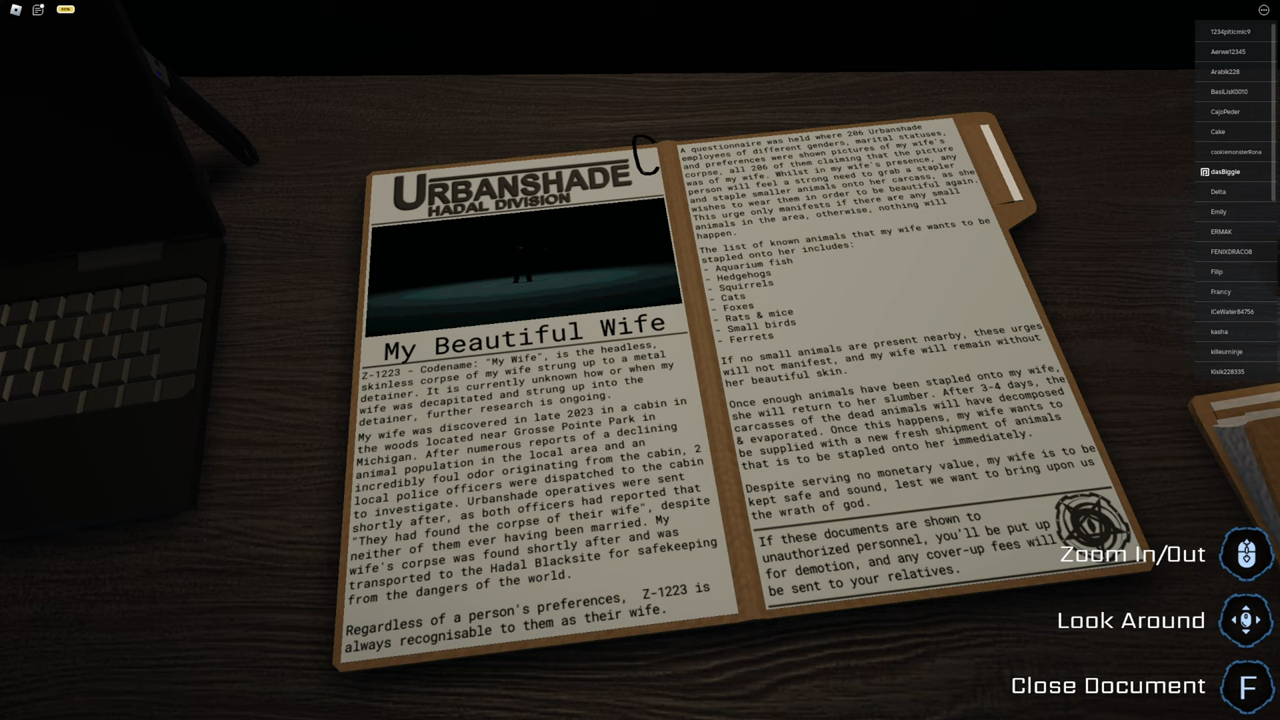 URBANSHADE
HADAL DIVISION
My Beautiful Wife
Z-1223 - Codename: "My Wife", is the headless,
skinless corpse of my wife strung up to a metal
detainer. It is currently unknown how or when my
wife was decapitated and strung up into the
detainer, further research is ongoing.
My wife was discovered in late 2023 in a cabin in
the woods located near Grosse Pointe Park in
Michigan. After numerous reports of a declining
animal population in the local area and an
incredibly foul odor originating from the cabin, 2
local police officers were dispatched to the cabin
to investigate. Urbanshade operatives were sent
shortly after, as both officers had reported that
"They had found the corpse of their wife", despite
neither of them ever having been married. My
wife's corpse was found shortly after and was
transported to the Hadal Blacksite for safekeeping
from the dangers of the world.
Regardless of a person's preferences, Z-1223 is
always recognisable to them as their wife.
A questionnaire was held where 206 Urbanshade
employees of different genders, marital statuses,
and preferences were shown pictures of my wife's
corpse, all 206 of them claiming that the picture
was of my wife. Whilst in my wife's presence, any
person will feel a strong need to grab a stapler
and staple smaller animals onto her carcass, as she
wishes to wear them in order to be beautiful again.
This urge only manifests if there are any small
animals in the area, otherwise, nothing will
happen.
The list of known animals that my wife wants to be
stapled onto her includes:
- Aquarium fish
- Hedgehogs
- Squirrels
- Cats
- Foxes
- Rats & mice
- Small birds
- Ferrets
If no small animals are present nearby, these urges
will not manifest, and my wife will remain without
her beautiful skin.
Once enough animals have been stapled onto my wife,
she will return to her slumber. After 3-4 days, the
carcasses of the dead animals will have decomposed
& evaporated. Once this happens, my wife wants to
be supplied with a new fresh shipment of animals
that is to be stapled onto her immediately.
Despite serving no monetary value, my wife is to be
kept safe and sound, lest we want to bring upon us
the wrath of god.
If these documents are shown to
unauthorized personnel, you'll be put up
for demotion, and any cover-up fees will
be sent to your relatives.
1234piticmic9
Aerwe12345
Arabik228
BasiLisK0010
CajoPeder
Cake
cookiemonsterRona
dasBiggie
Delta
Emily
ERMAK
FENIXDRACO8
Filip
Francy
ICeWater84756
kasha
killeurninje
Kisik228335
Zoom In/Out
Look Around
Close Document
F